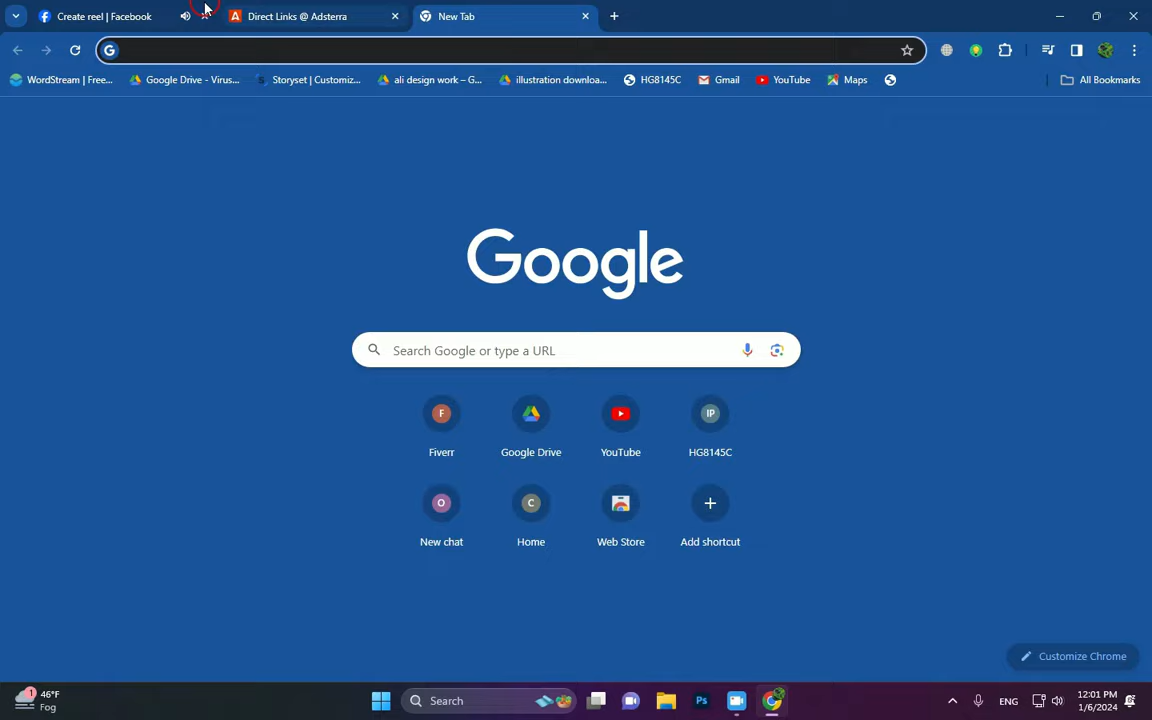 Create reel | Facebook
Direct Links @ Adsterra
New Tab
WordStream | Free...
Google Drive - Virus...
Storyset | Customiz...
ali design work – G...
illustration downloa...
HG8145C
Gmail
YouTube
Maps
All Bookmarks
Google
Search Google or type a URL
F
IP
Fiverr
Google Drive
YouTube
HG8145C
O
C
New chat
Home
Web Store
Add shortcut
Customize Chrome
1
46°F
Fog
Search
Ps
ENG
12:01 PM
1/6/2024